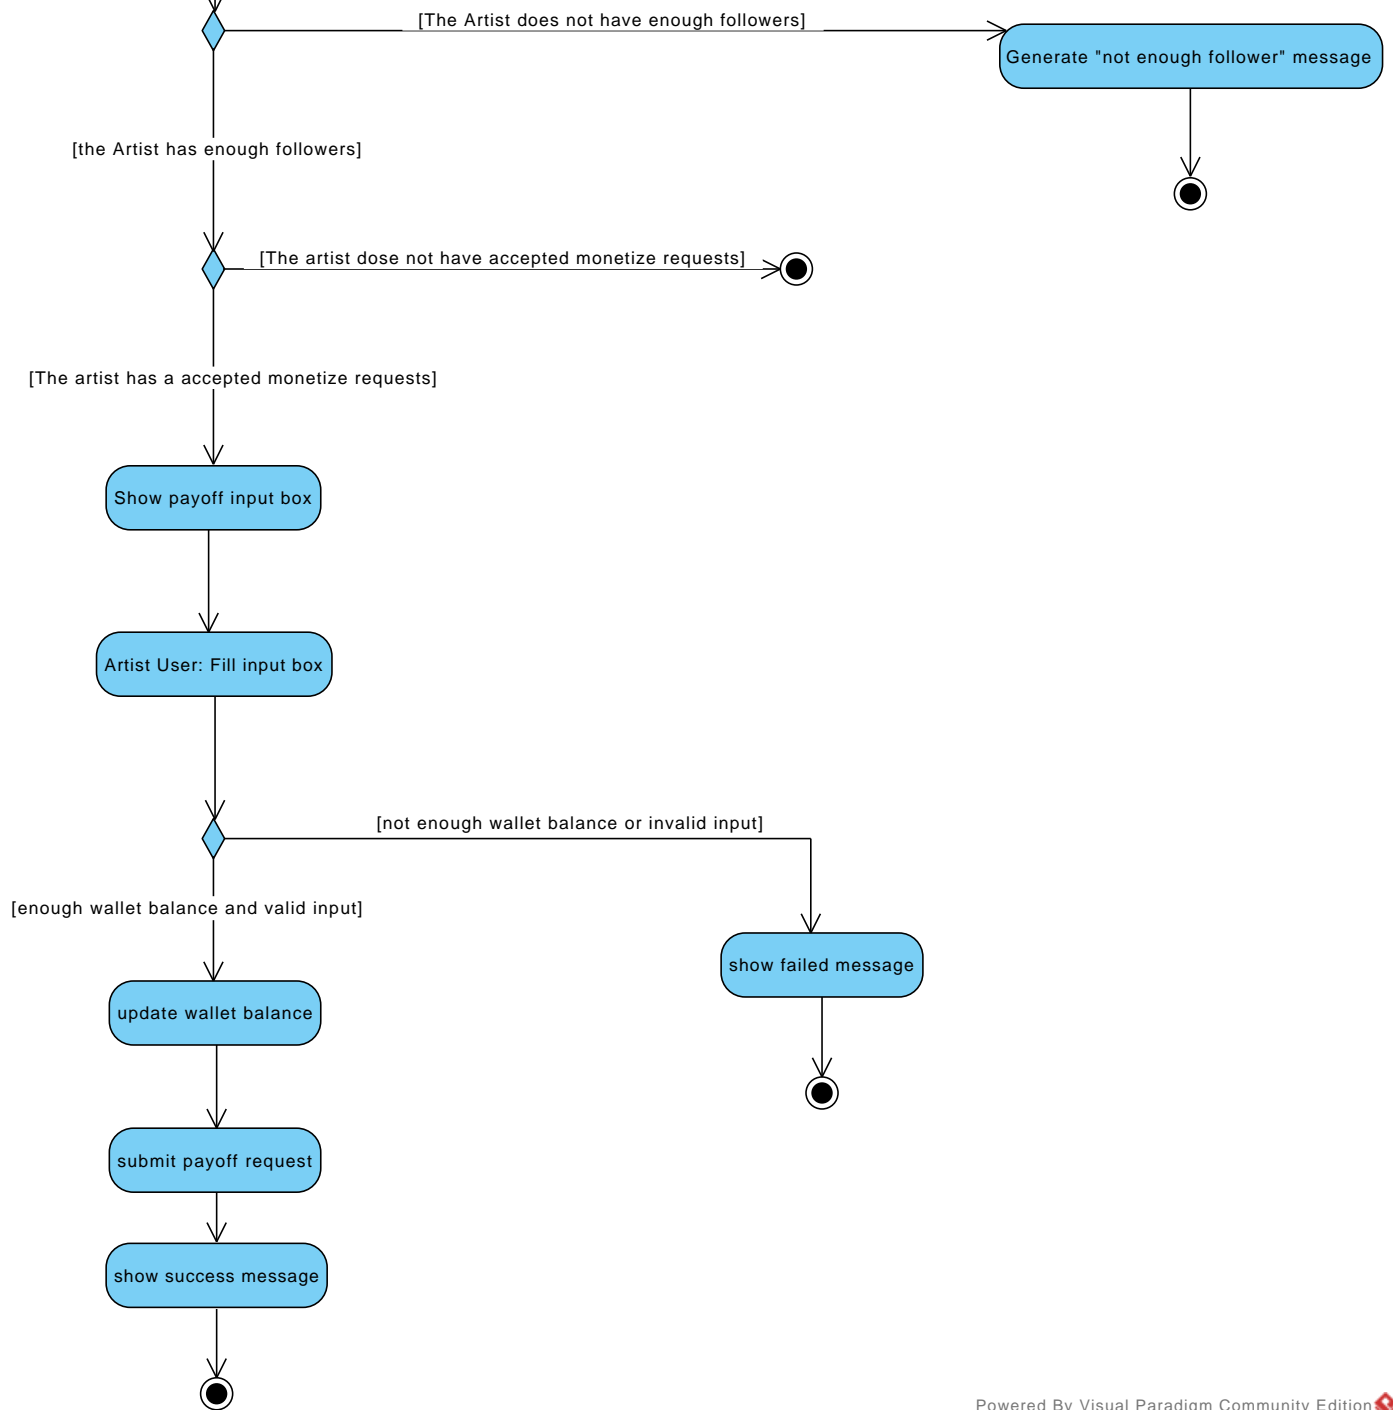 [The Artist does not have enough followers]
Generate "not enough follower" message
[the Artist has enough followers]
[The artist dose not have accepted monetize requests]
[The artist has a accepted monetize requests]
Show payoff input box
Artist User: Fill input box
[not enough wallet balance or invalid input]
[enough wallet balance and valid input]
show failed message
update wallet balance
submit payoff request
show success message
Powered By Visual Paradigm Community Edition